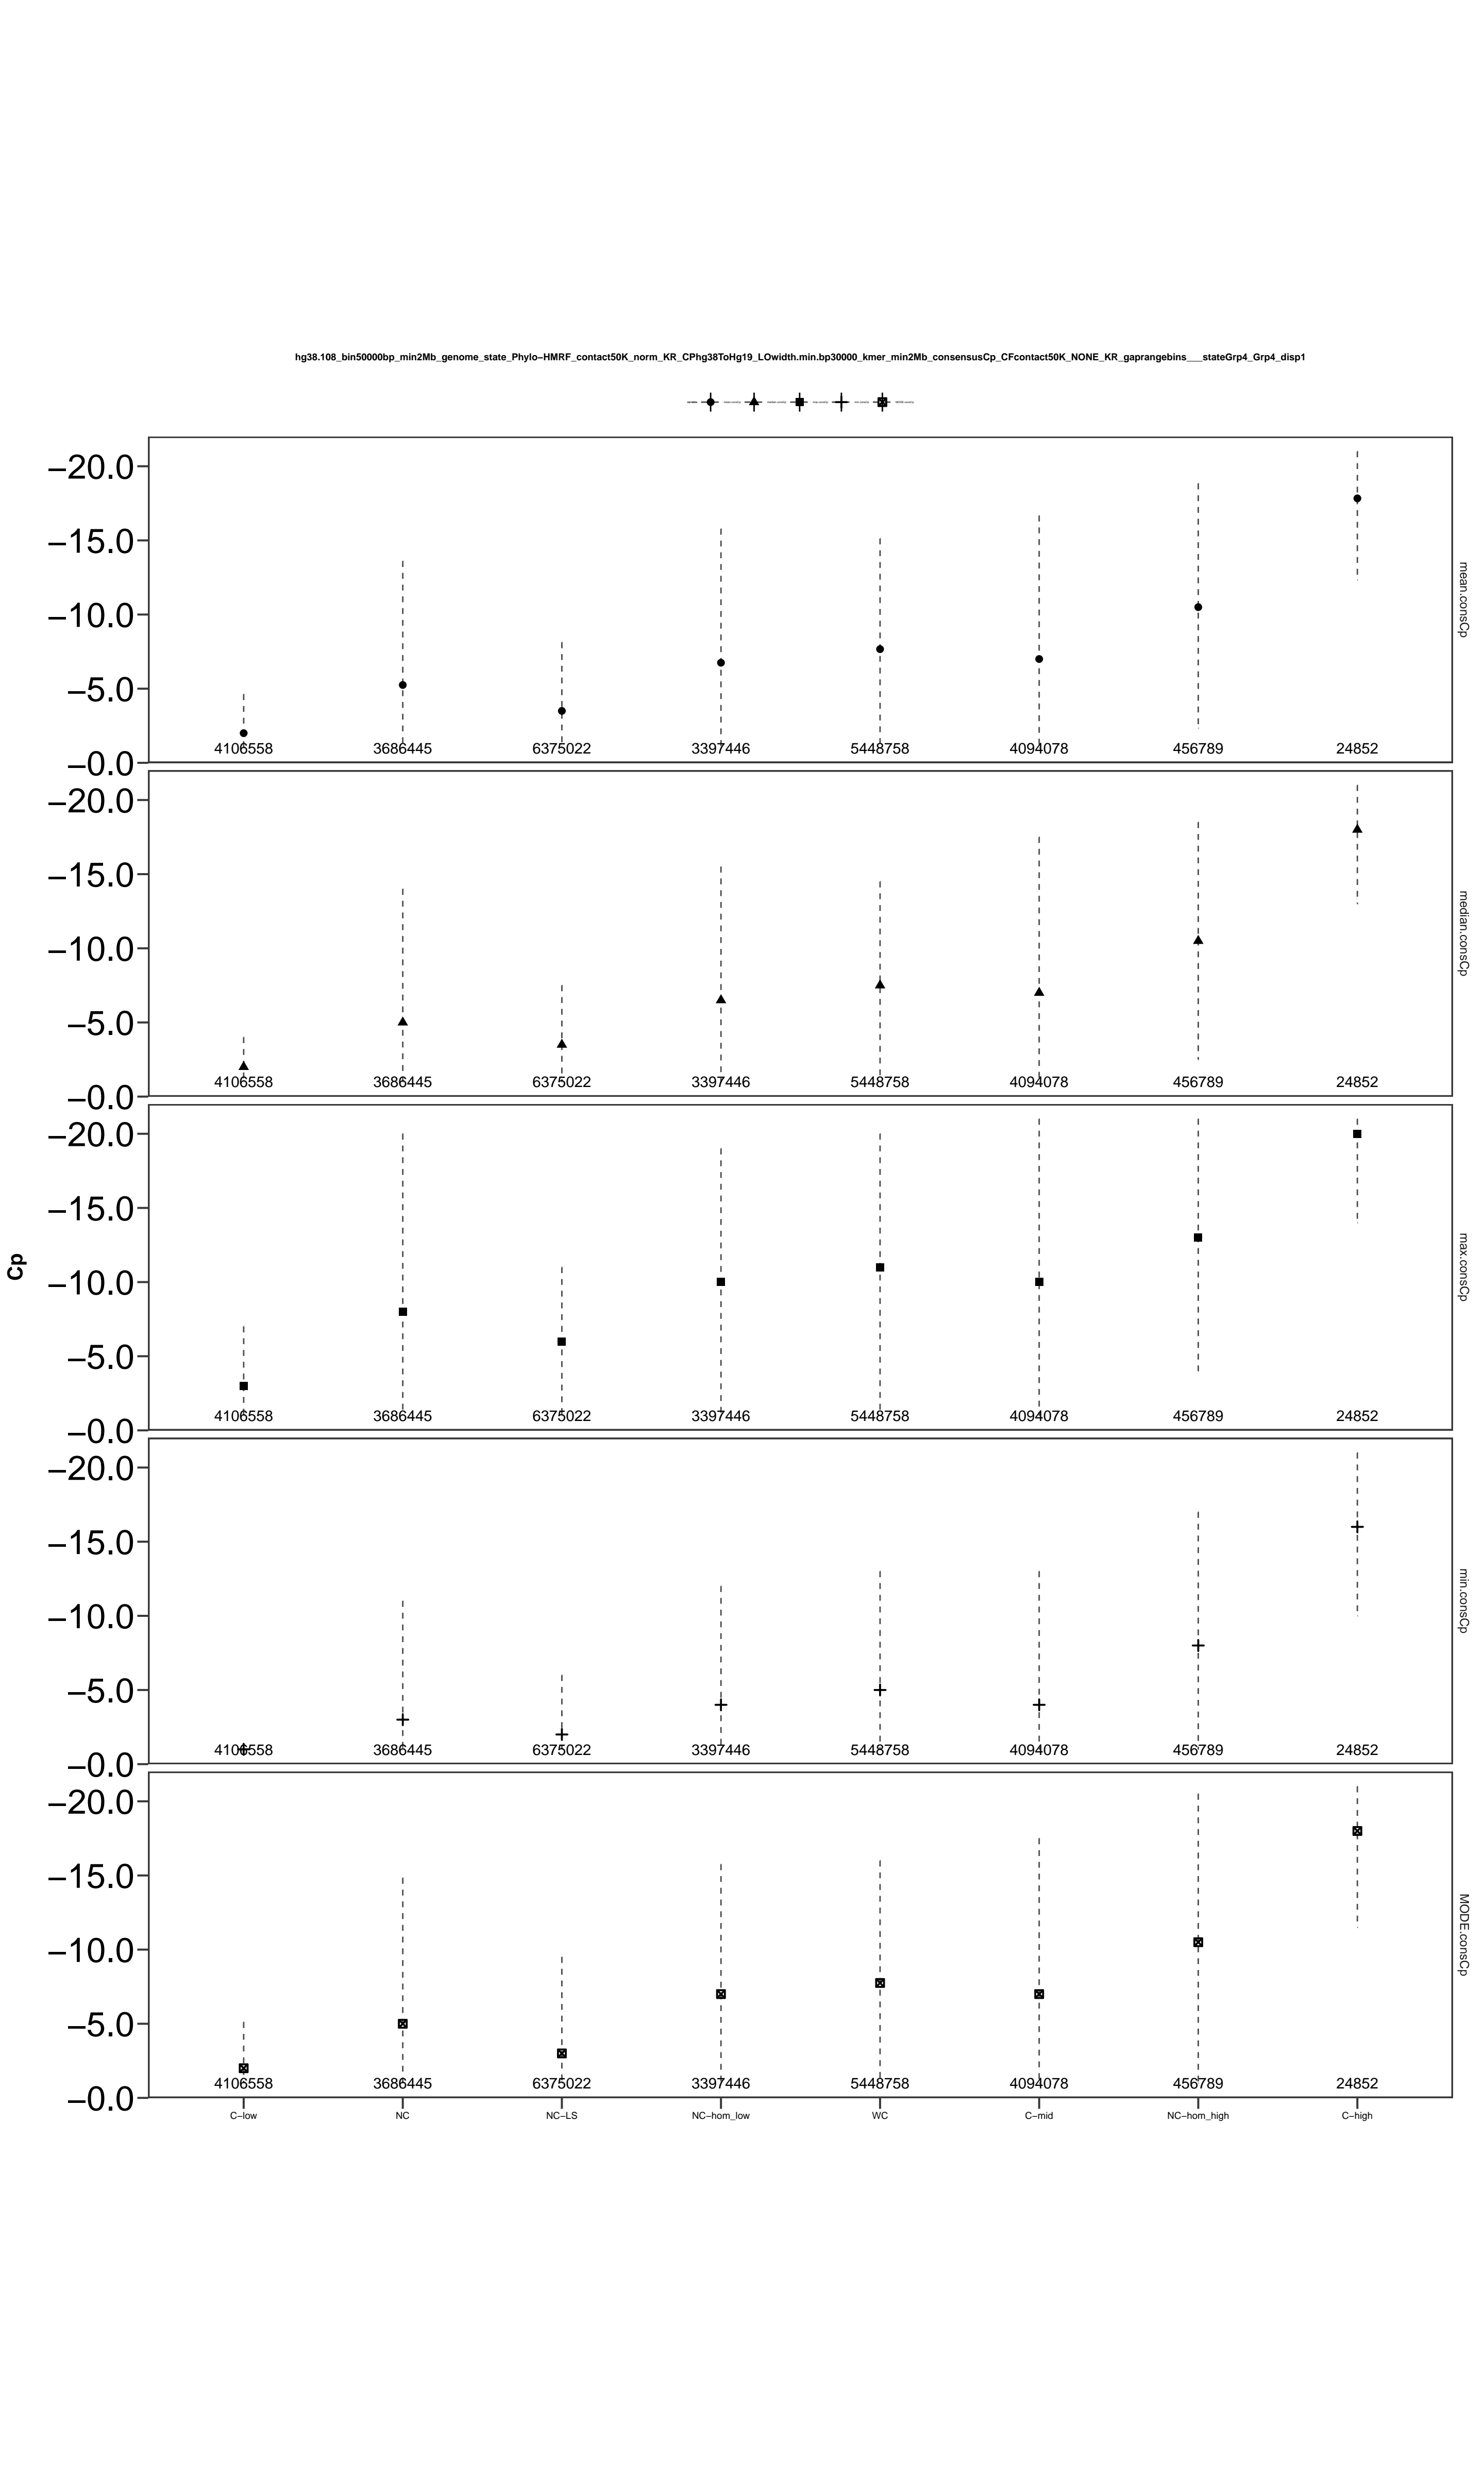 hg38.108_bin50000bp_min2Mb_genome_state_Phylo−HMRF_contact50K_norm_KR_CPhg38ToHg19_LOwidth.min.bp30000_kmer_min2Mb_consensusCp_CFcontact50K_NONE_KR_gaprangebins___stateGrp4_Grp4_disp1
−20.0
−15.0
−10.0
−5.0
−0.0
4106558 3686445 6375022 3397446 5448758 4094078 456789 24852
mean.consCp
−20.0
−15.0
−10.0
−5.0
−0.0
4106558 3686445 6375022 3397446 5448758 4094078 456789 24852
median.consCp
Cp
−20.0
−15.0
−10.0
−5.0
−0.0
4106558 3686445 6375022 3397446 5448758 4094078 456789 24852
max.consCp
−20.0
−15.0
−10.0
−5.0
−0.0
4106558 3686445 6375022 3397446 5448758 4094078 456789 24852
min.consCp
−20.0
−15.0
−10.0
−5.0
−0.0
4106558 3686445 6375022 3397446 5448758 4094078 456789 24852
MODE.consCp
C−low NC NC−LS NC−hom_low WC C−mid NC−hom_high C−high